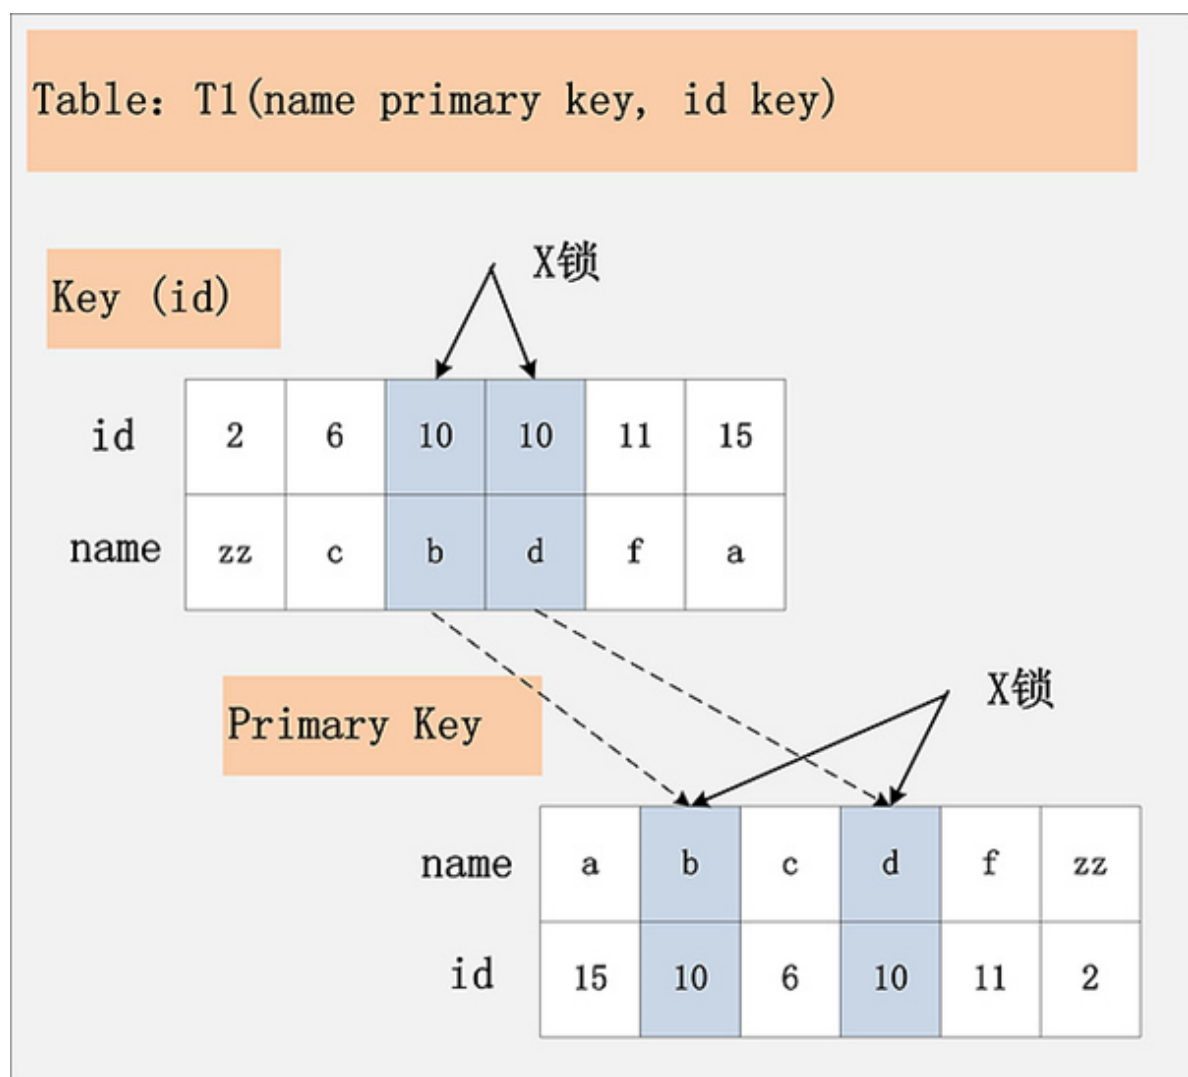 Table: T1(name primary key, id key)
X锁
Key (id)
id 2 6 10 10 11 15
name zz c b d f a
X锁
Primary Key
name a b c d f zz
id 15 10 6 10 11 2